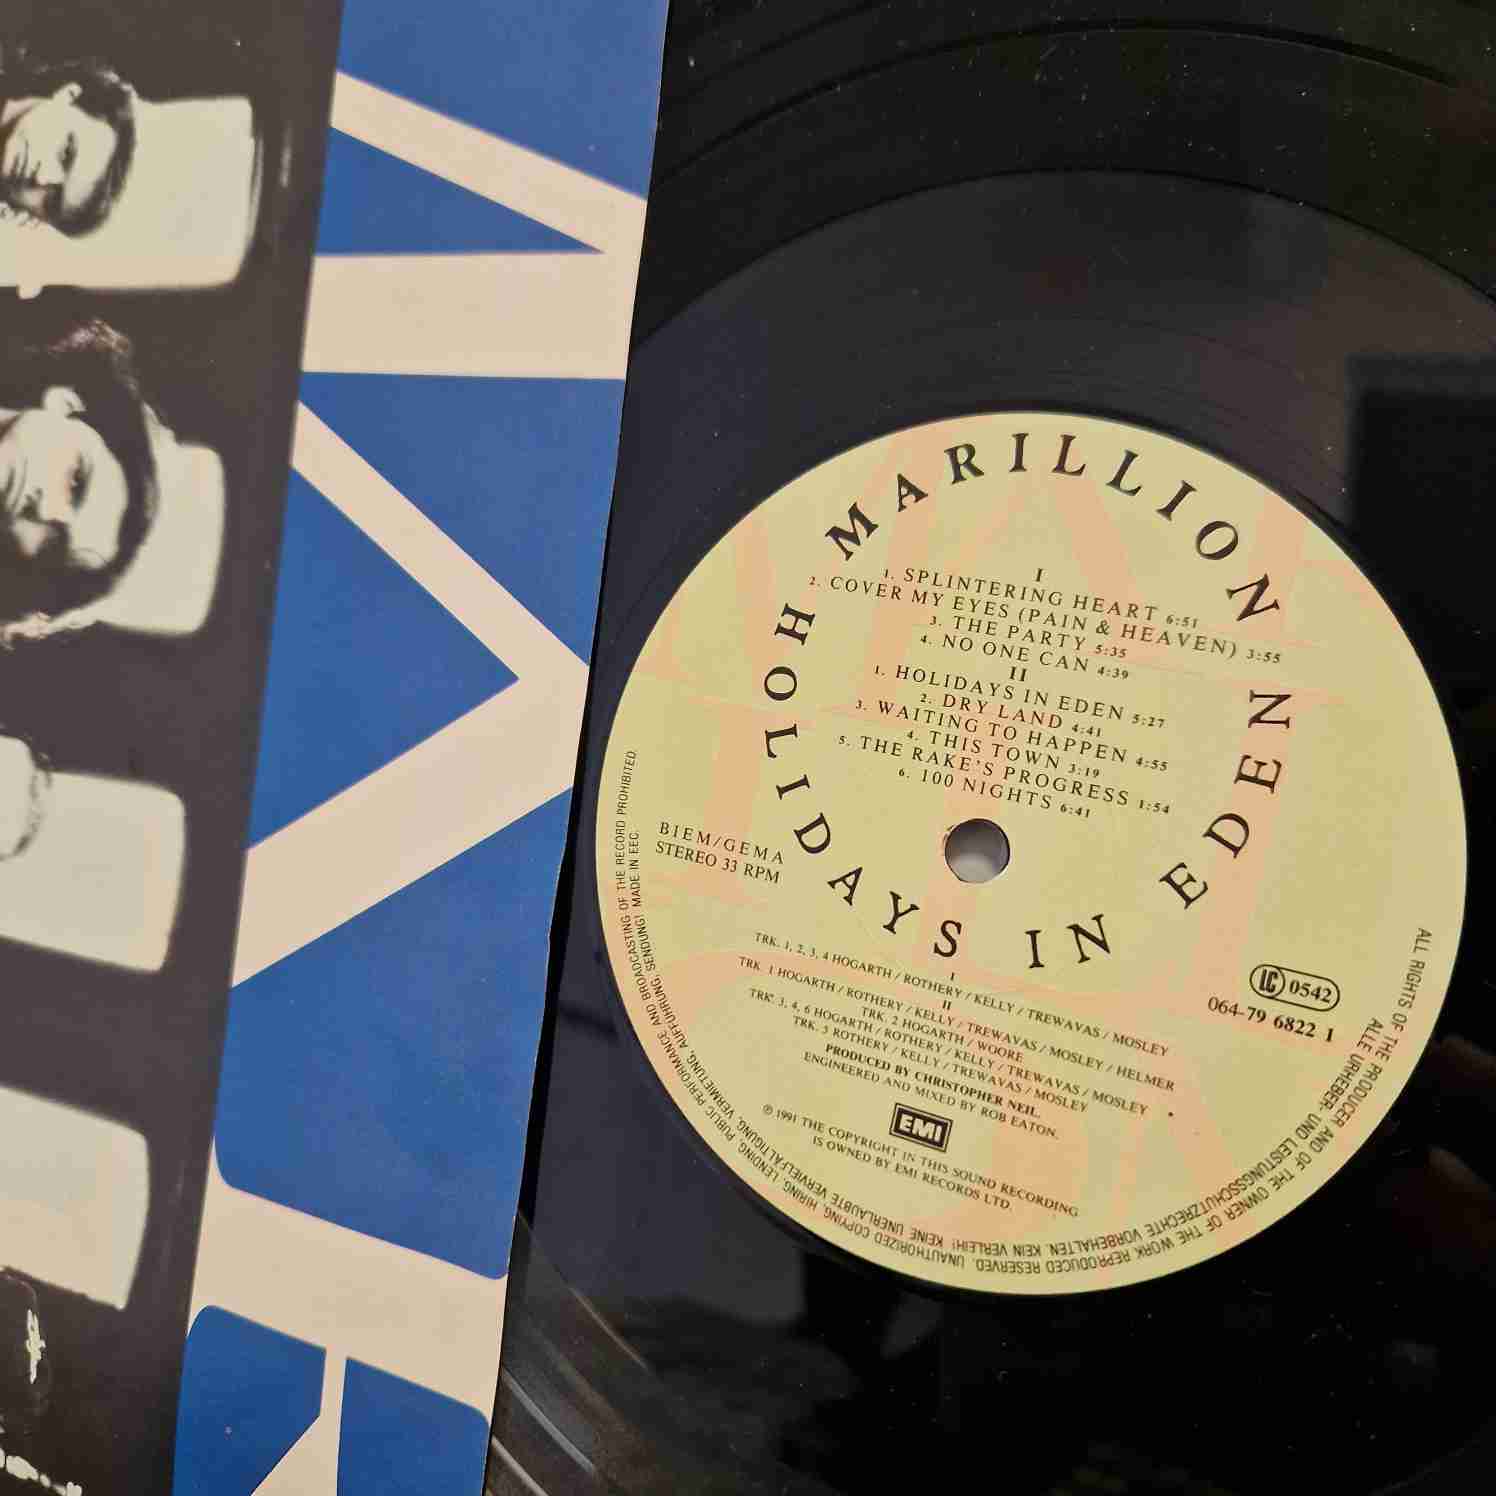 MARILLION
HOLIDAYS IN EDEN
I
1. SPLINTERING HEART 6:51
2. COVER MY EYES (PAIN & HEAVEN) 3:55
3. THE PARTY 5:35
4. NO ONE CAN 4:39
II
1. HOLIDAYS IN EDEN 5:27
2. DRY LAND 4:41
3. WAITING TO HAPPEN 4:55
4. THIS TOWN 3:19
5. THE RAKE'S PROGRESS 1:54
6. 100 NIGHTS 6:41
BIEM/GEMA
STEREO 33 RPM
LC 0542
064-79 6822 1
I
TRK. 1, 2, 3, 4 HOGARTH / ROTHERY / KELLY / TREWAVAS / MOSLEY
II
TRK. 1 HOGARTH / ROTHERY / KELLY / TREWAVAS / MOSLEY / HELMER
TRK. 2 HOGARTH / WOORE
TRK. 3, 4, 6 HOGARTH / ROTHERY / KELLY / TREWAVAS / MOSLEY
TRK. 5 ROTHERY / KELLY / TREWAVAS / MOSLEY
PRODUCED BY CHRISTOPHER NEIL.
ENGINEERED AND MIXED BY ROB EATON.
EMI
℗ 1991 THE COPYRIGHT IN THIS SOUND RECORDING
IS OWNED BY EMI RECORDS LTD.
ALL RIGHTS OF THE PRODUCER AND OF THE OWNER OF THE WORK REPRODUCED RESERVED. UNAUTHORIZED COPYING, HIRING, LENDING, PUBLIC PERFORMANCE AND BROADCASTING OF THE RECORD PROHIBITED.
ALLE URHEBER- UND LEISTUNGSSCHUTZRECHTE VORBEHALTEN. KEIN VERLEIH! KEINE UNERLAUBTE VERVIELFÄLTIGUNG, VERMIETUNG, AUFFÜHRUNG, SENDUNG! MADE IN EEC.